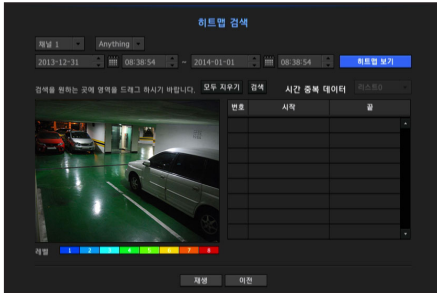 히트맵 검색
채널 1 Anything
2013-12-31 08:38:54 ~ 2014-01-01 08:38:54 히트맵 보기
검색을 원하는 곳에 영역을 드래그 하시기 바랍니다. 모두 지우기 검색 시간 중복 데이터 리스트0
번호 시작 끝
레벨 1 2 3 4 5 6 7 8
재생 이전